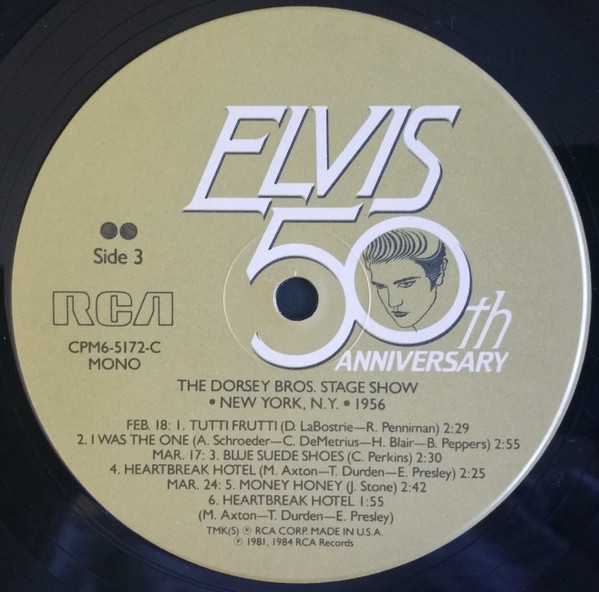 ELVIS
50th
ANNIVERSARY
●●
Side 3
RCA
CPM6-5172-C
MONO
THE DORSEY BROS. STAGE SHOW
• NEW YORK, N.Y. • 1956
FEB. 18: 1. TUTTI FRUTTI (D. LaBostrie—R. Penniman) 2:29
2. I WAS THE ONE (A. Schroeder—C. DeMetrius—H. Blair—B. Peppers) 2:55
MAR. 17: 3. BLUE SUEDE SHOES (C. Perkins) 2:30
4. HEARTBREAK HOTEL (M. Axton—T. Durden—E. Presley) 2:25
MAR. 24: 5. MONEY HONEY (J. Stone) 2:42
6. HEARTBREAK HOTEL 1:55
(M. Axton—T. Durden—E. Presley)
TMK(S) ® RCA CORP. MADE IN U.S.A.
℗ 1981, 1984 RCA Records